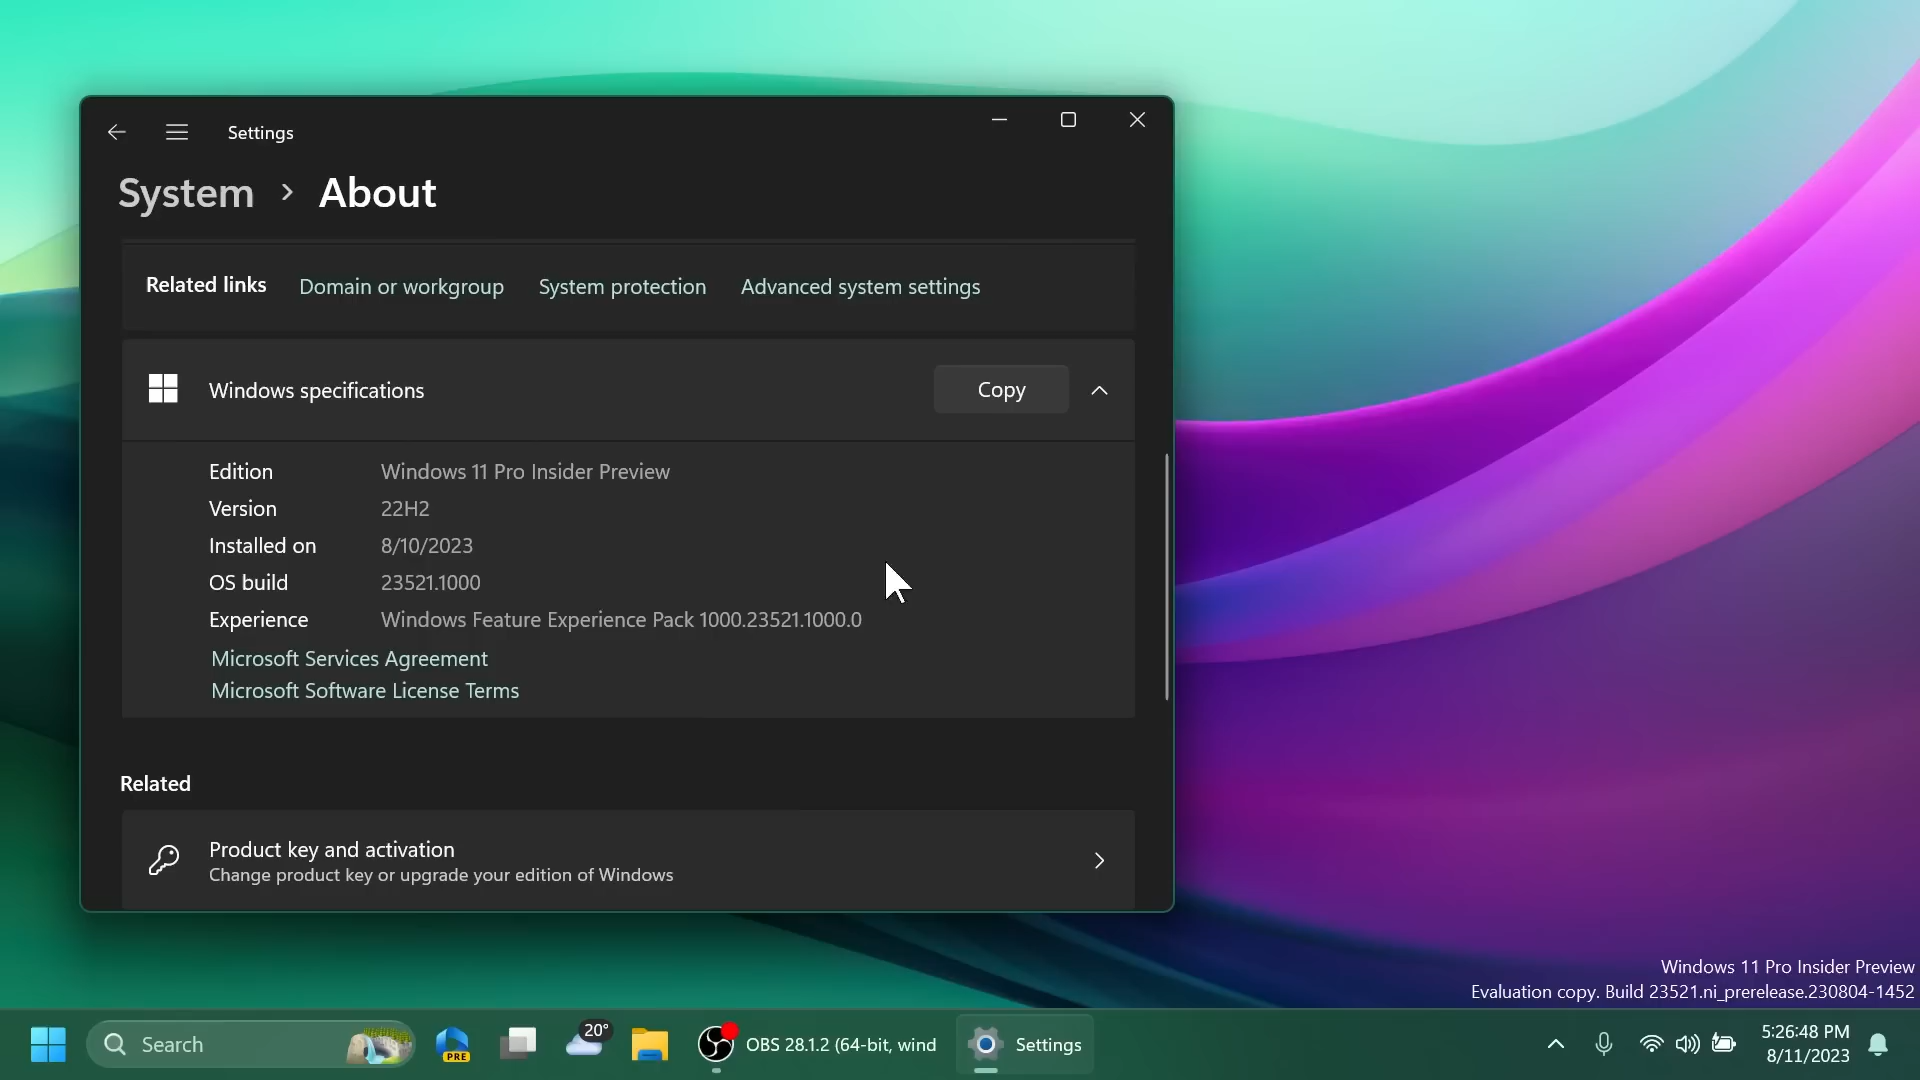 Settings
System > About
Related links Domain or workgroup System protection Advanced system settings
Windows specifications Copy
Edition Windows 11 Pro Insider Preview
Version 22H2
Installed on 8/10/2023
OS build 23521.1000
Experience Windows Feature Experience Pack 1000.23521.1000.0
Microsoft Services Agreement
Microsoft Software License Terms
Related
Product key and activation
Change product key or upgrade your edition of Windows
Windows 11 Pro Insider Preview
Evaluation copy. Build 23521.ni_prerelease.230804-1452
Search PRE 20° OBS 28.1.2 (64-bit, wind Settings
5:26:48 PM
8/11/2023